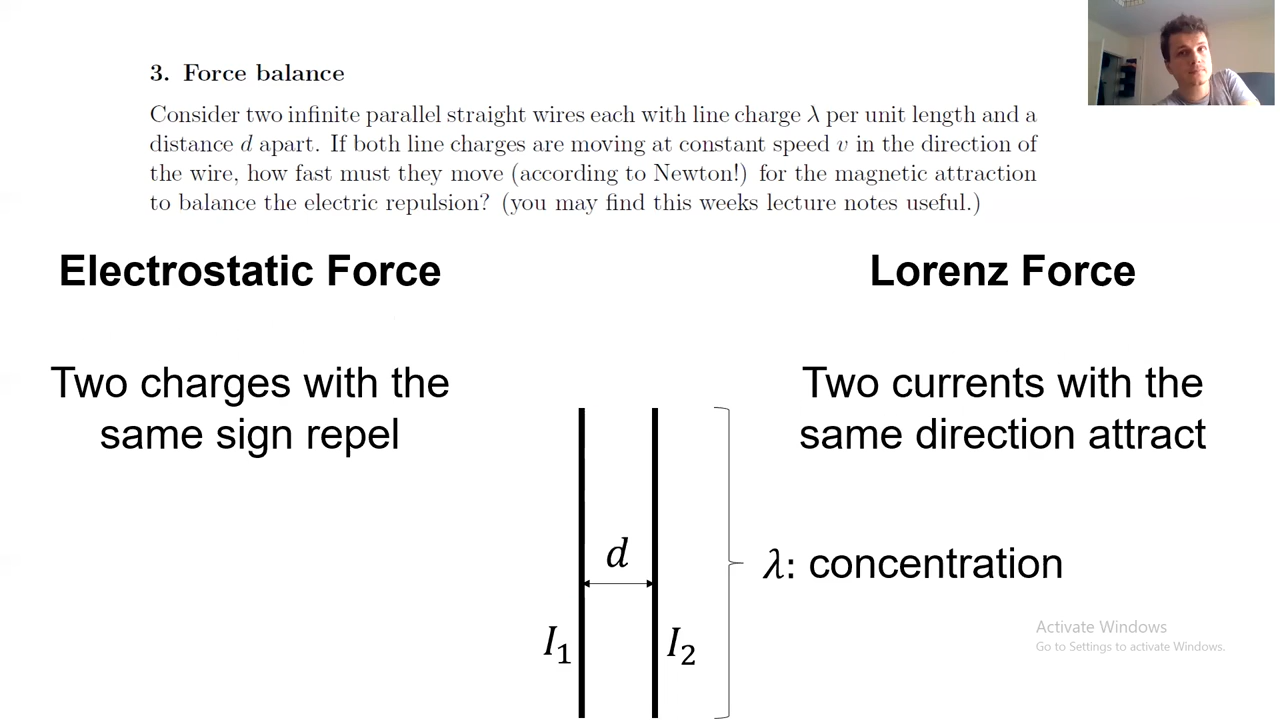 3. Force balance
Consider two infinite parallel straight wires each with line charge λ per unit length and a
distance d apart. If both line charges are moving at constant speed v in the direction of
the wire, how fast must they move (according to Newton!) for the magnetic attraction
to balance the electric repulsion? (you may find this weeks lecture notes useful.)
Electrostatic Force
Lorenz Force
Two charges with the
same sign repel
Two currents with the
same direction attract
d
λ: concentration
I₁
I₂
Activate Windows
Go to Settings to activate Windows.